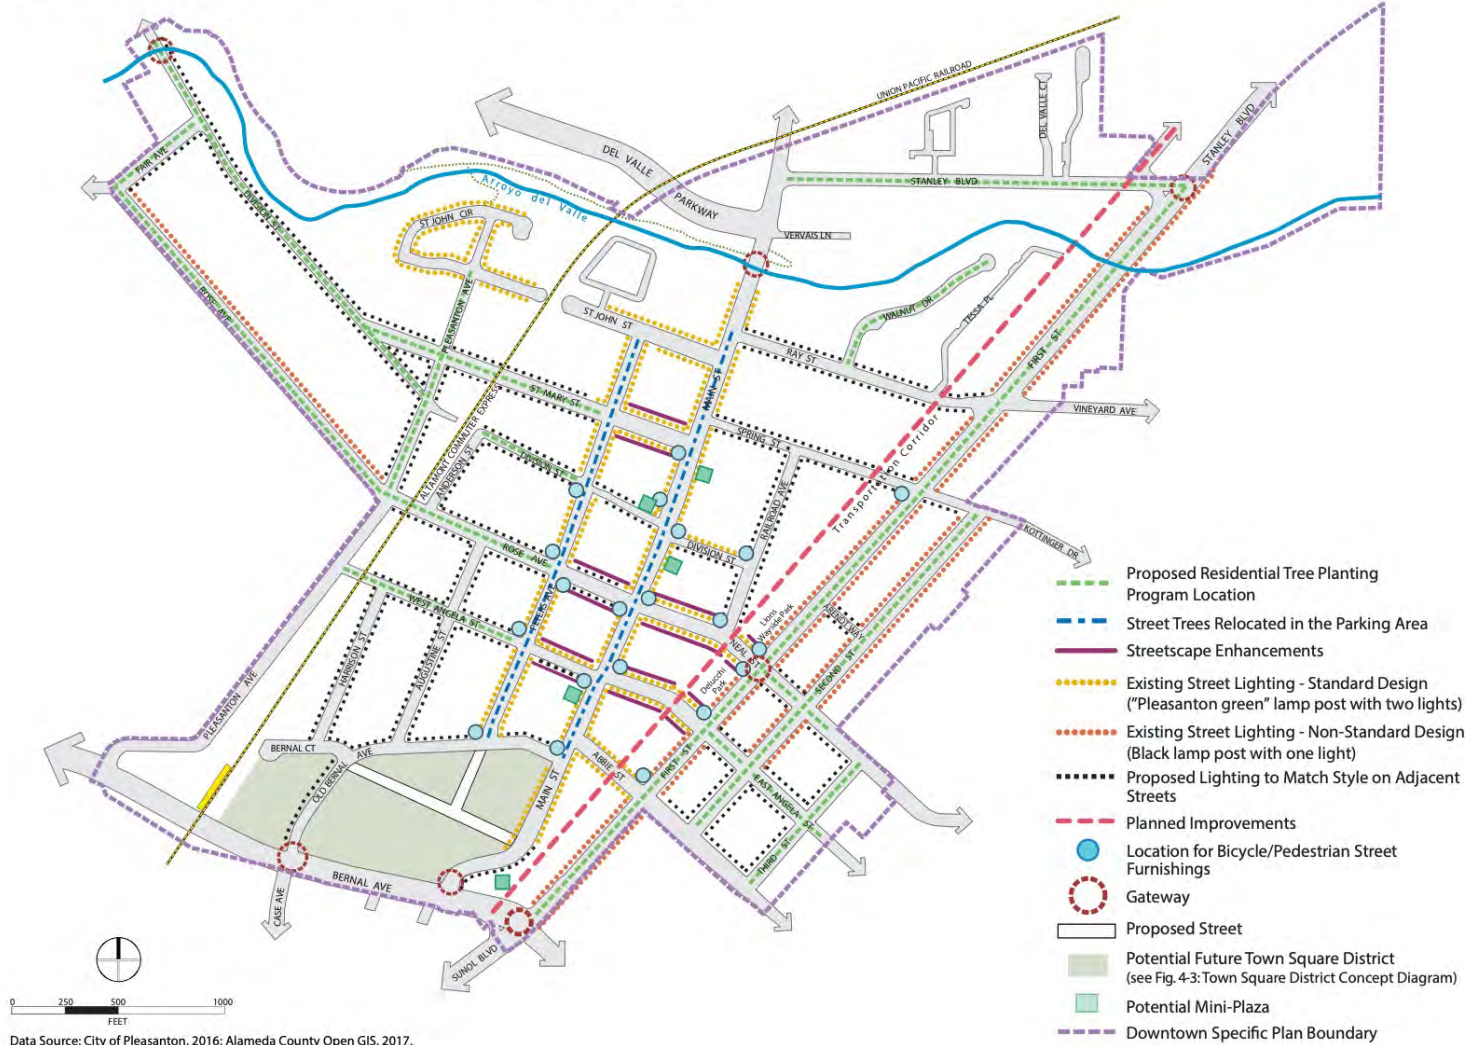 UNION PACIFIC RAILROAD
DEL VALLE CT
STANLEY BLVD
DEL VALLE
PARKWAY
STANLEY BLVD
FAIR AVE
Arroyo del Valle
ST JOHN CIR
VERVAIS LN
ROSE AVE
PLEASANTON AVE
ST JOHN ST
WALNUT DR
TESSA PL
RAY ST
FIRST ST
MAIN ST
ST MARY ST
VINEYARD AVE
SPRING ST
ALTAMONT COMMUTER EXPRESS
ANDERSON ST
DIVISION ST
Transportation Corridor
RAILROAD AVE
DIVISION ST
KOTTINGER DR
ROSE AVE
WEST ANGELA ST
PETERS AVE
Lions
Wayside Park
ARENDT WAY
NEAL ST
HARRISON ST
AUGUSTINE ST
SECOND ST
Delucchi
Park
PLEASANTON AVE
BERNAL CT
OLD BERNAL AVE
ABBIE ST
FIRST ST
MAIN ST
EAST ANGELA ST
THIRD ST
BERNAL AVE
CASE AVE
SUNOL BLVD
Proposed Residential Tree Planting
Program Location
Street Trees Relocated in the Parking Area
Streetscape Enhancements
Existing Street Lighting - Standard Design
("Pleasanton green" lamp post with two lights)
Existing Street Lighting - Non-Standard Design
(Black lamp post with one light)
Proposed Lighting to Match Style on Adjacent
Streets
Planned Improvements
Location for Bicycle/Pedestrian Street
Furnishings
Gateway
Proposed Street
Potential Future Town Square District
(see Fig. 4-3: Town Square District Concept Diagram)
Potential Mini-Plaza
Downtown Specific Plan Boundary
0 250 500 1000
FEET
Data Source: City of Pleasanton, 2016; Alameda County Open GIS, 2017.